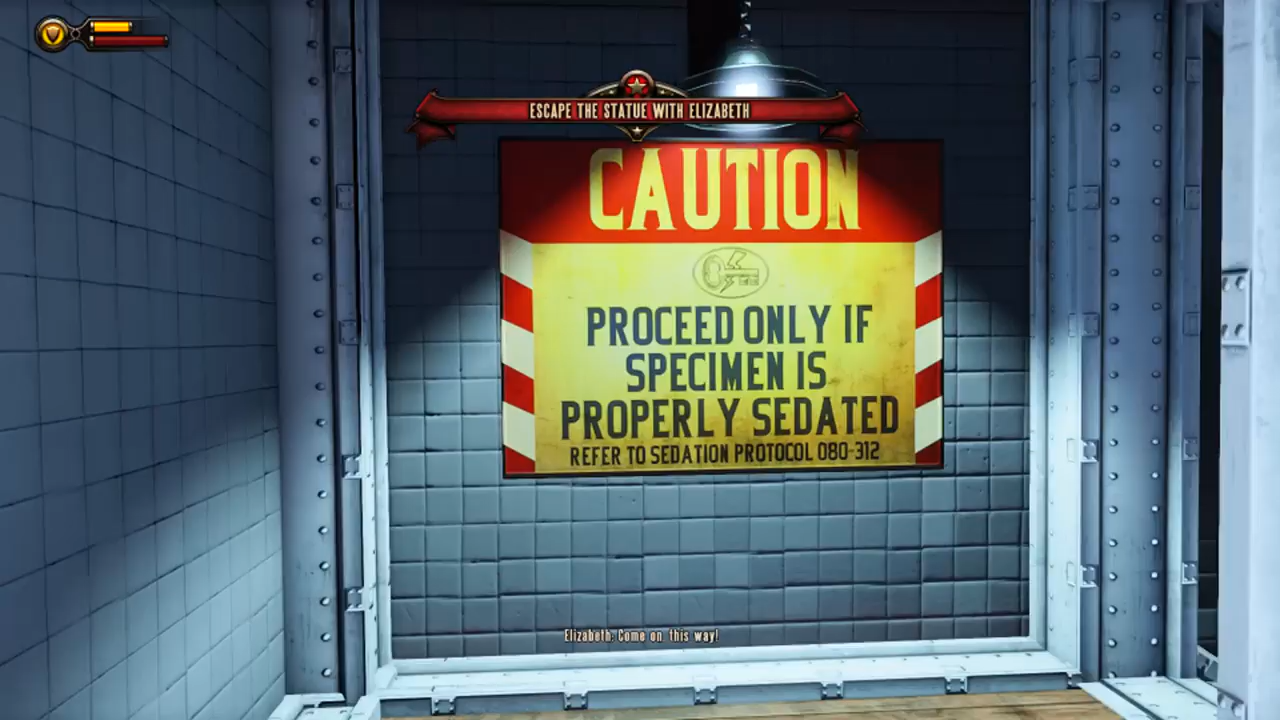 ESCAPE THE STATUE WITH ELIZABETH
CAUTION
PROCEED ONLY IF
SPECIMEN IS
PROPERLY SEDATED
REFER TO SEDATION PROTOCOL 080-312
Elizabeth: Come on, this way!